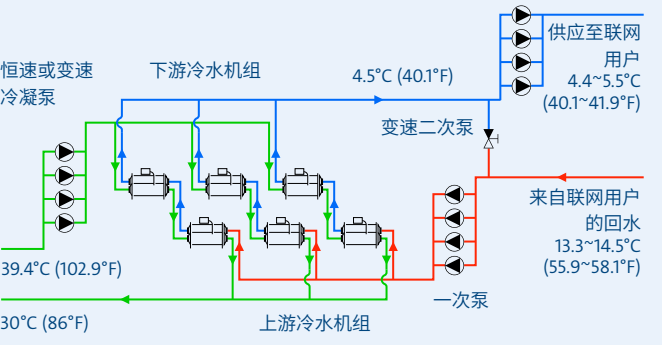 恒速或变速
冷凝泵
下游冷水机组
4.5°C (40.1°F)
供应至联网
用户
4.4~5.5°C
(40.1~41.9°F)
变速二次泵
来自联网用户
的回水
13.3~14.5°C
(55.9~58.1°F)
39.4°C (102.9°F)
一次泵
30°C (86°F)
上游冷水机组